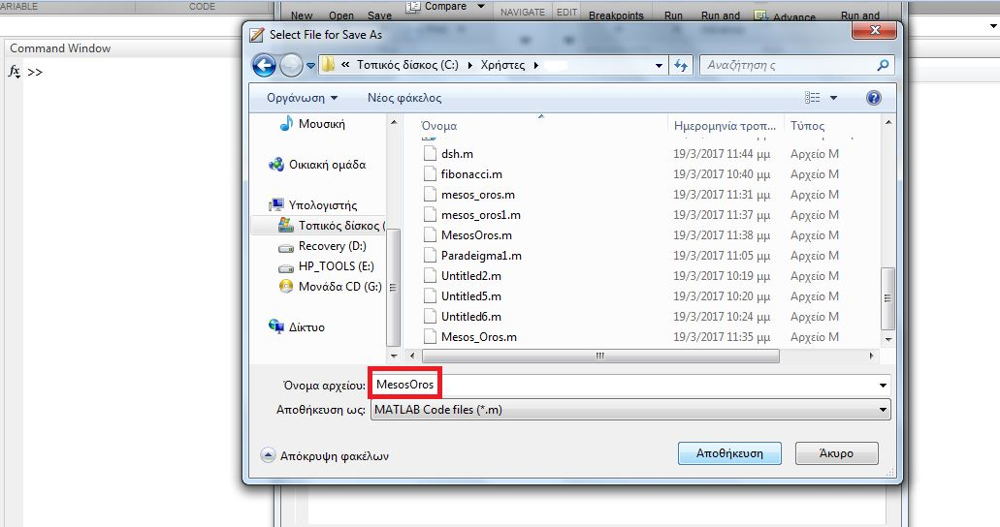 ARIABLE CODE NAVIGATE EDIT
New Open Save Compare Breakpoints Run Run and Advance Run and
Select File for Save As
Command Window
fx >>
« Τοπικός δίσκος (C:) Χρήστες Αναζήτηση ς
Οργάνωση Νέος φάκελος
Όνομα Ημερομηνία τροπ... Τύπος
Μουσική
Οικιακή ομάδα
Υπολογιστής
Τοπικός δίσκος (
Recovery (D:)
HP_TOOLS (E:)
Μονάδα CD (G:)
Δίκτυο
dsh.m 19/3/2017 11:44 μμ Αρχείο M
fibonacci.m 19/3/2017 10:40 μμ Αρχείο M
mesos_oros.m 19/3/2017 11:31 μμ Αρχείο M
mesos_oros1.m 19/3/2017 11:37 μμ Αρχείο M
MesosOros.m 19/3/2017 11:38 μμ Αρχείο M
Paradeigma1.m 19/3/2017 11:05 μμ Αρχείο M
Untitled2.m 19/3/2017 10:19 μμ Αρχείο M
Untitled5.m 19/3/2017 10:20 μμ Αρχείο M
Untitled6.m 19/3/2017 10:24 μμ Αρχείο M
Mesos_Oros.m 19/3/2017 11:35 μμ Αρχείο M
Όνομα αρχείου: MesosOros
Αποθήκευση ως: MATLAB Code files (*.m)
Απόκρυψη φακέλων Αποθήκευση Άκυρο